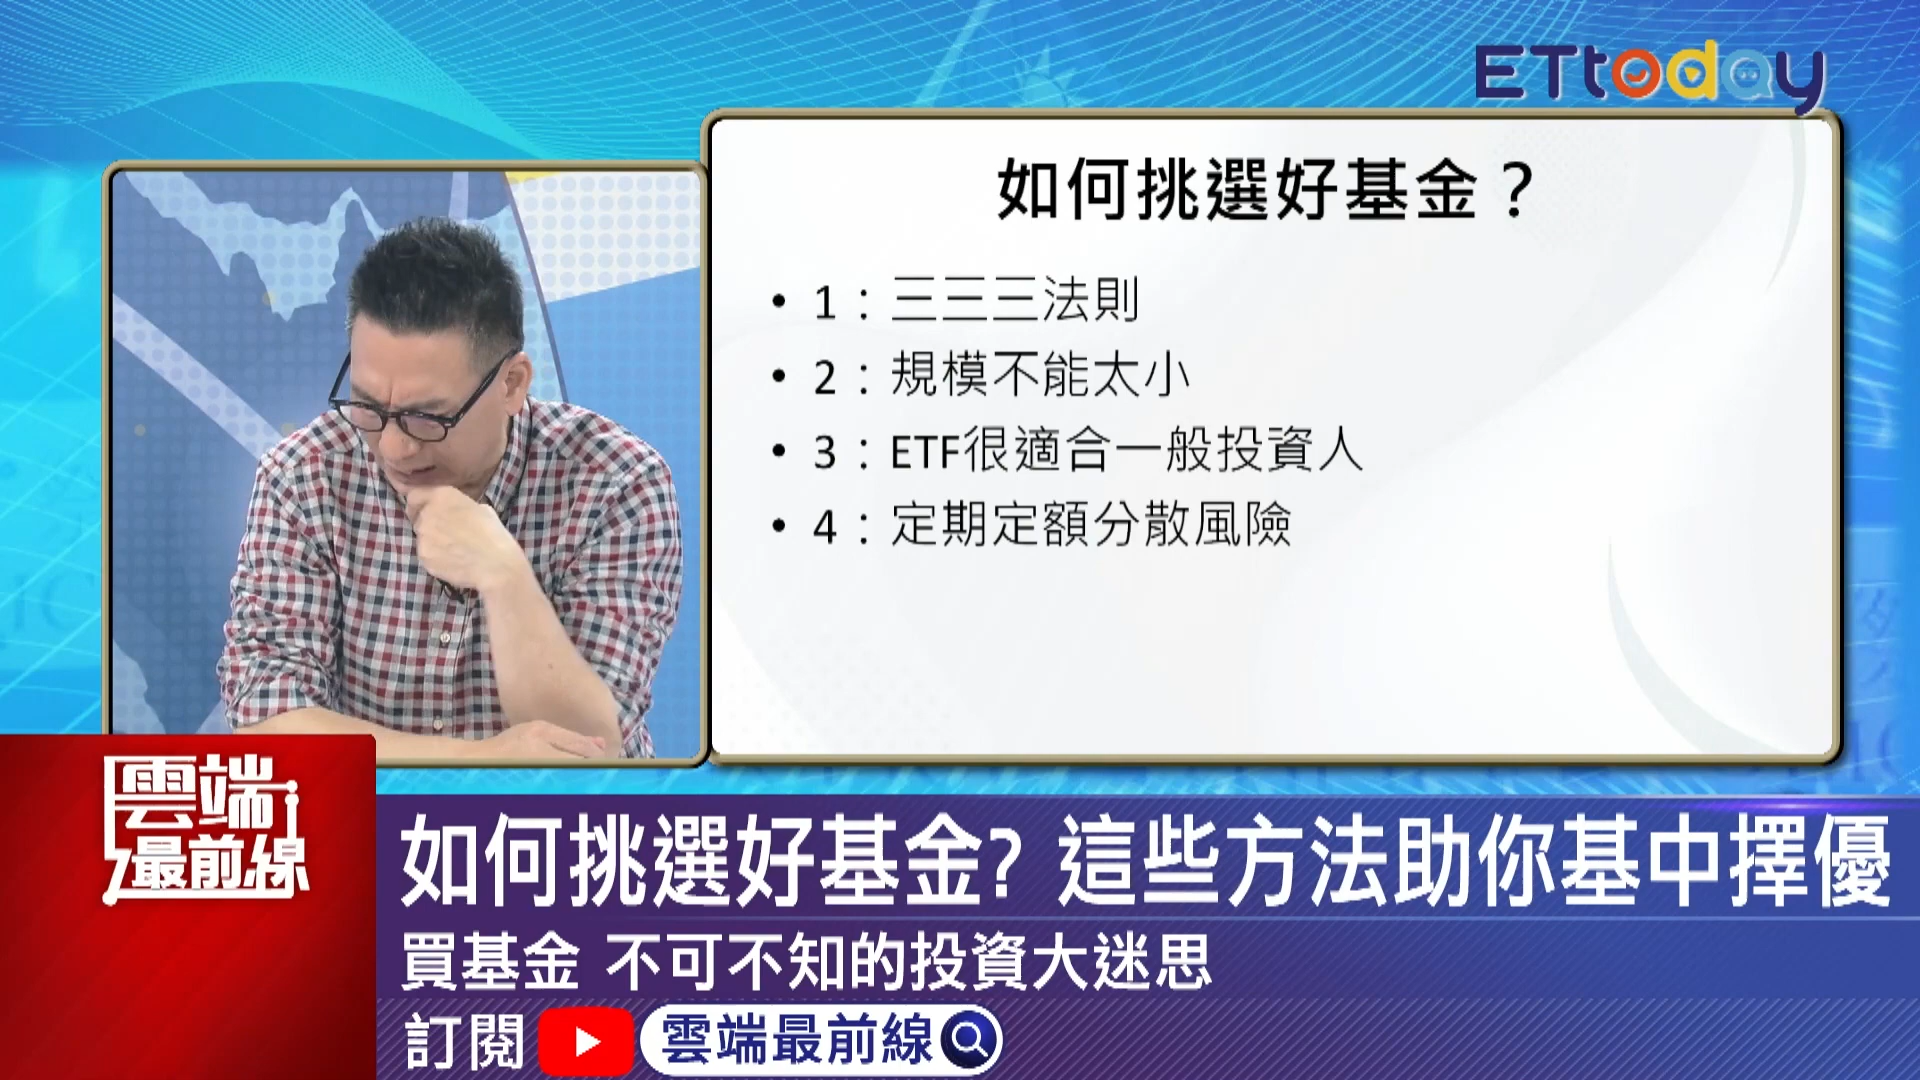 ETtoday
如何挑選好基金？
• 1：三三三法則
• 2：規模不能太小
• 3：ETF很適合一般投資人
• 4：定期定額分散風險
雲端
最前線
如何挑選好基金? 這些方法助你基中擇優
買基金 不可不知的投資大迷思
訂閱 雲端最前線